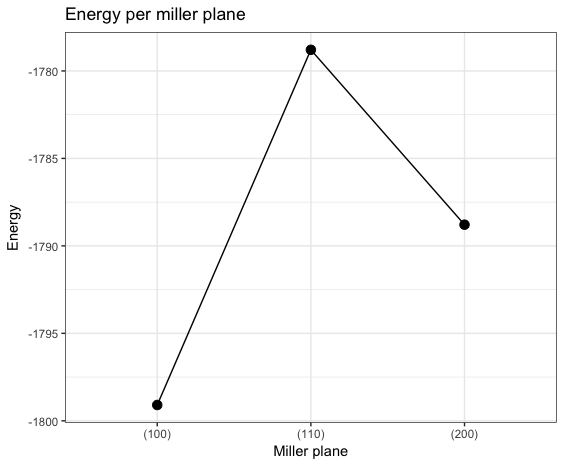 Energy per miller plane
-1780
-1785
-1790
-1795
-1800
Energy
(100)
(110)
(200)
Miller plane